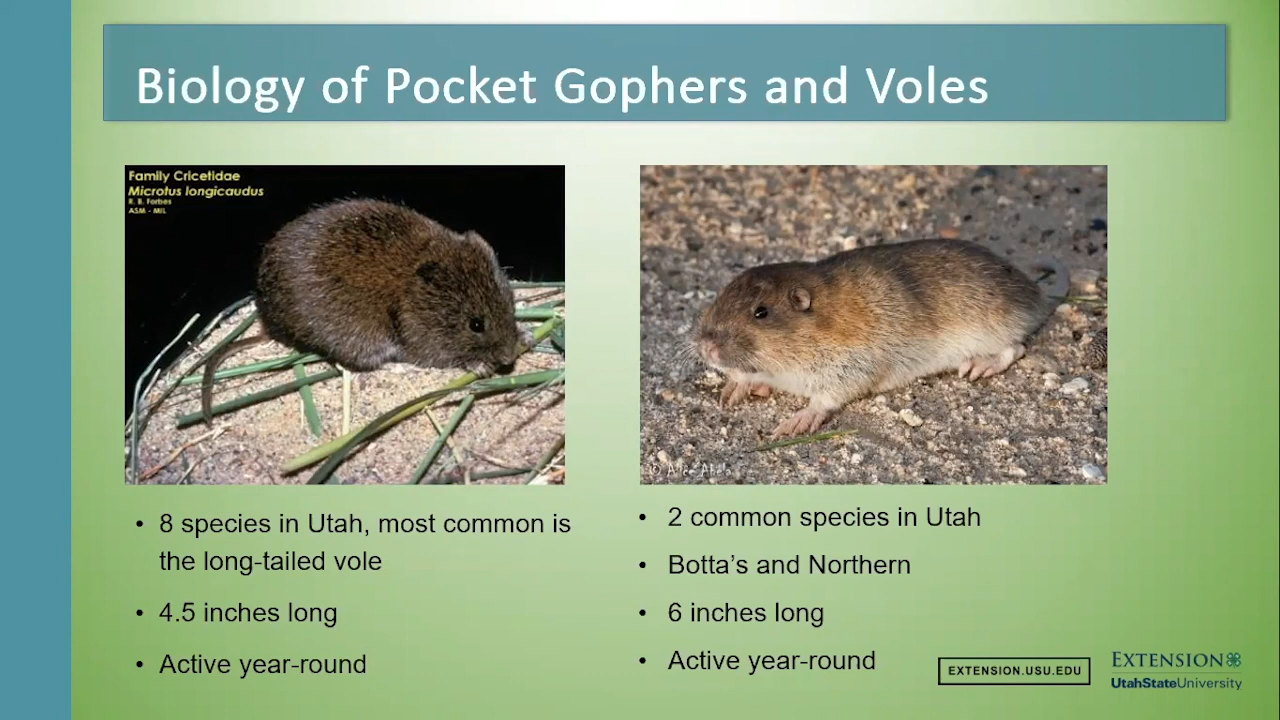 Biology of Pocket Gophers and Voles
Family Cricetidae
Microtus longicaudus
R. B. Forbes
ASM - MIL
• 8 species in Utah, most common is
the long-tailed vole
• 4.5 inches long
• Active year-round
• 2 common species in Utah
• Botta's and Northern
• 6 inches long
• Active year-round
EXTENSION.USU.EDU
EXTENSION
UtahStateUniversity